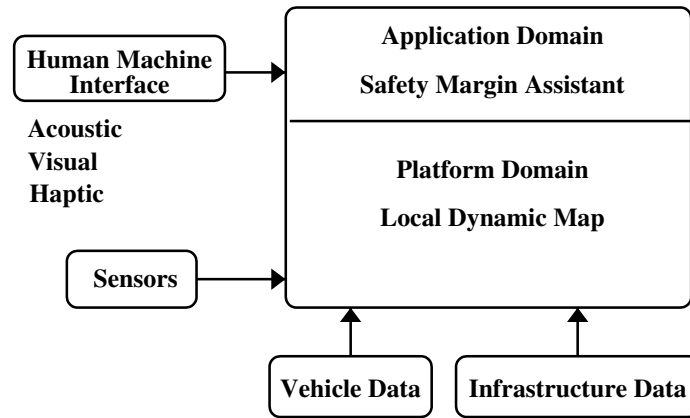 Human Machine
Interface
Acoustic
Visual
Haptic
Application Domain
Safety Margin Assistant
Platform Domain
Local Dynamic Map
Sensors
Vehicle Data
Infrastructure Data